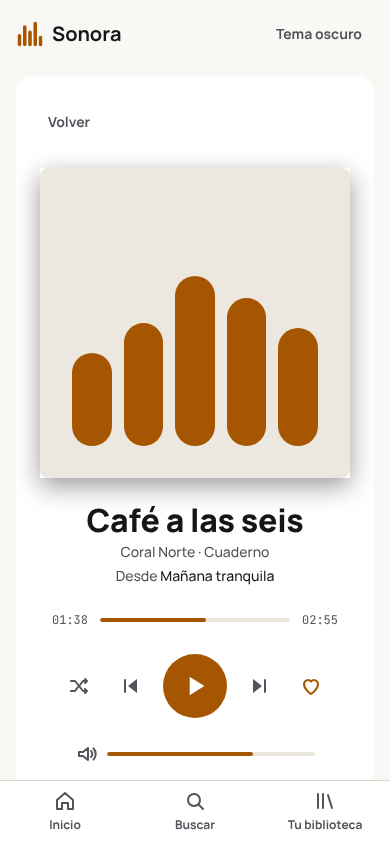 Sonora
Tema oscuro
Volver
Café a las seis
Coral Norte · Cuaderno
Desde Mañana tranquila
01:38
02:55
Inicio
Buscar
Tu biblioteca